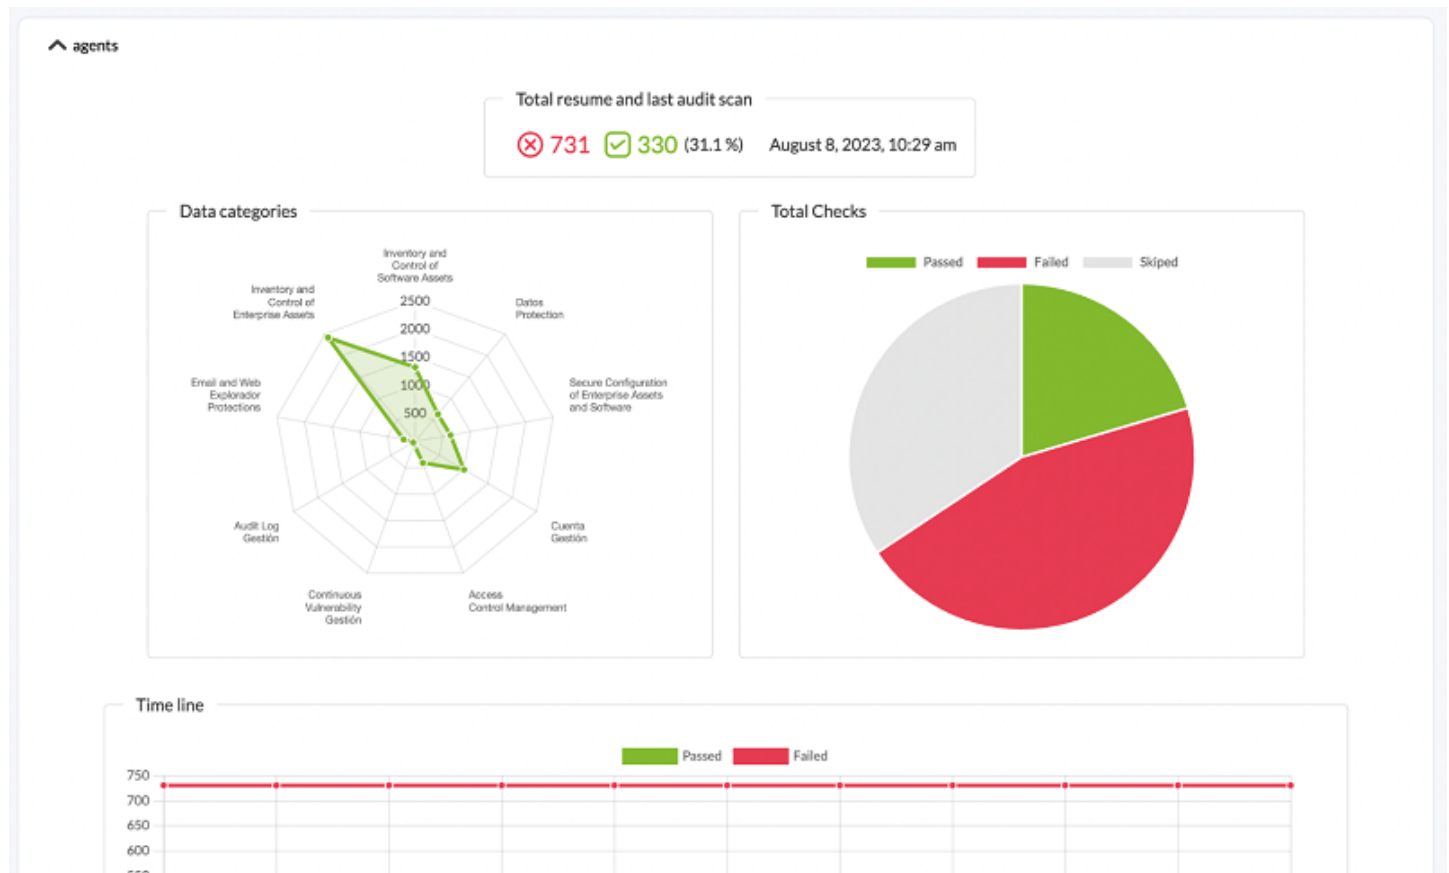 agents
Total resume and last audit scan
731 330 (31.1 %) August 8, 2023, 10:29 am
Data categories
Inventory and
Control of
Software Assets
Inventory and
Control of
Enterprise Assets
Datos
Protection
2500
2000
1500
1000
500
Email and Web
Explorador
Protections
Secure Configuration
of Enterprise Assets
and Software
Audit Log
Gestión
Cuenta
Gestión
Continuous
Vulnerability
Gestión
Access
Control Management
Total Checks
Passed Failed Skiped
Time line
Passed Failed
750
700
650
600